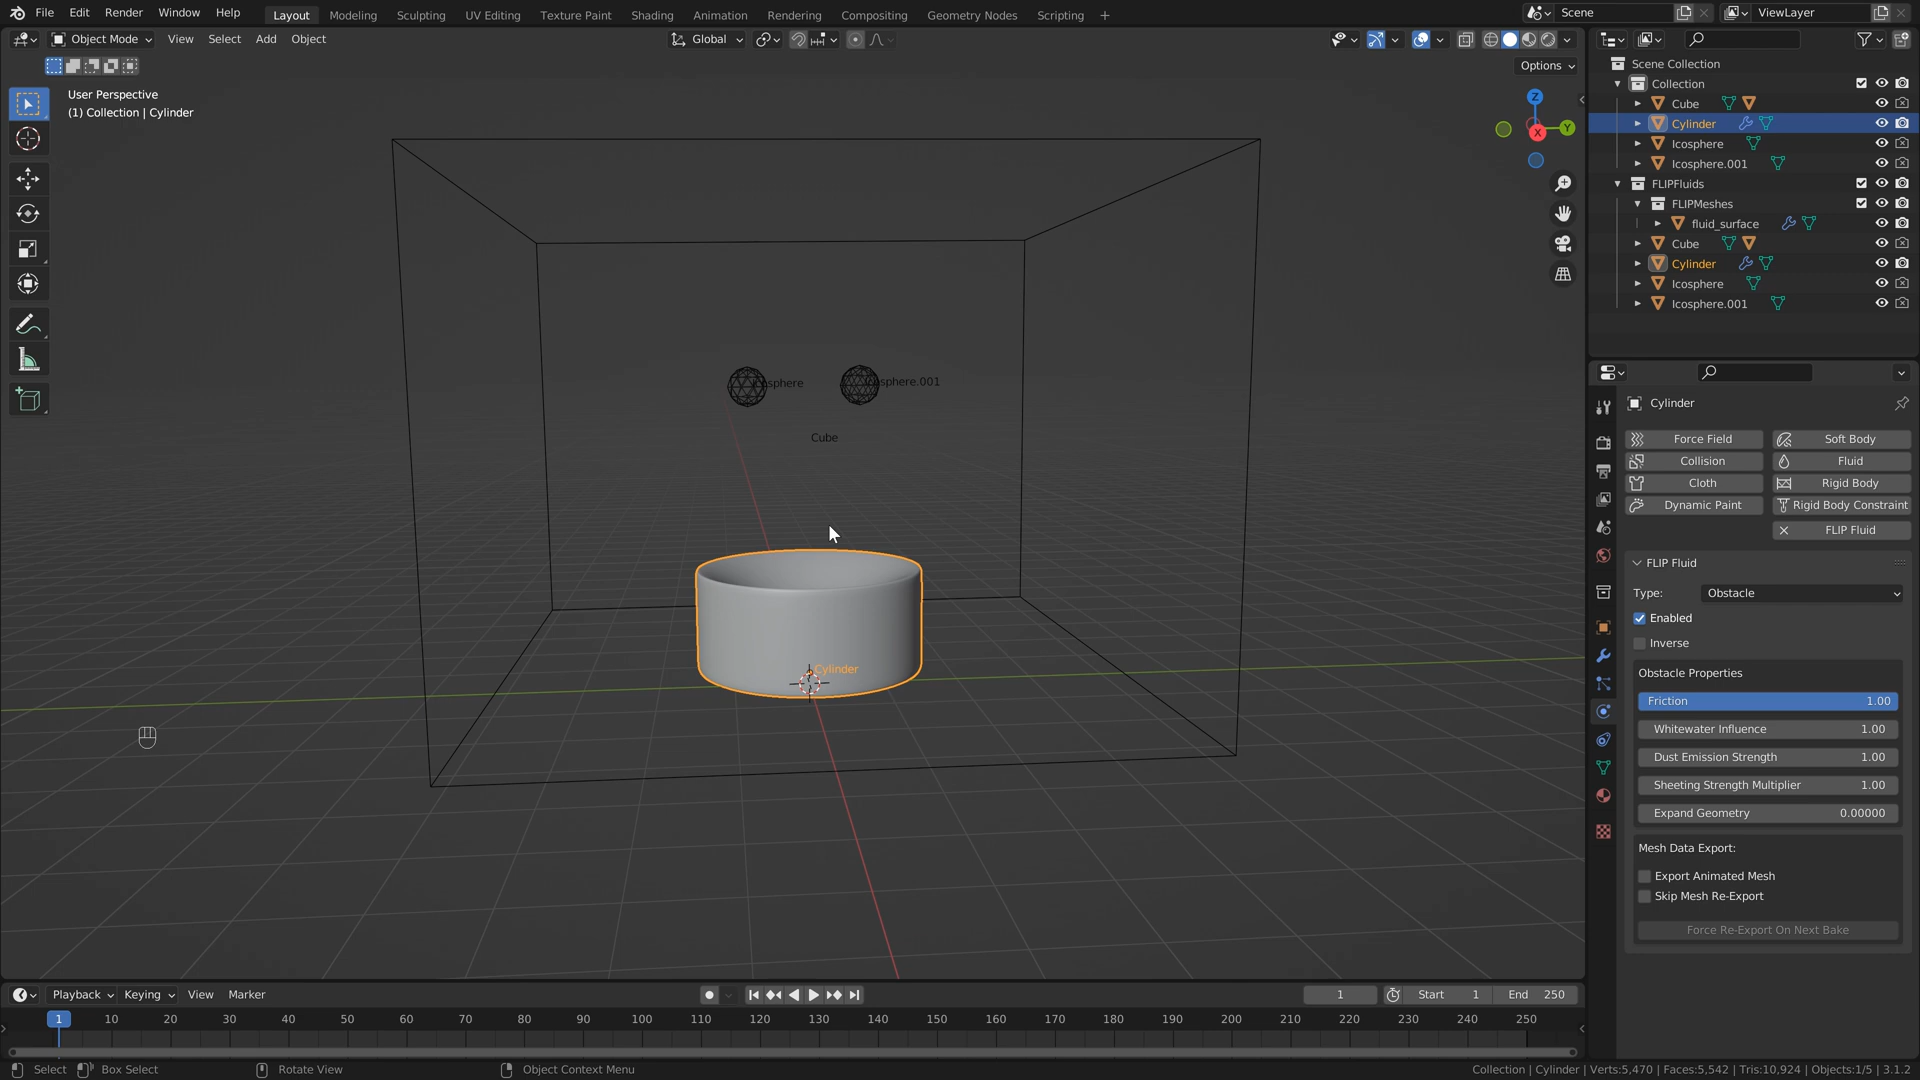 File Edit Render Window Help Layout Modeling Sculpting UV Editing Texture Paint Shading Animation Rendering Compositing Geometry Nodes Scripting + Scene ViewLayer
Object Mode View Select Add Object Global
Options
User Perspective
(1) Collection | Cylinder
Z
Y
X
Cube
Cylinder
Scene Collection
Collection
Cube
Cylinder
Icosphere
Icosphere.001
FLIPFluids
FLIPMeshes
fluid_surface
Cube
Cylinder
Icosphere
Icosphere.001
Cylinder
Force Field Soft Body
Collision Fluid
Cloth Rigid Body
Dynamic Paint Rigid Body Constraint
FLIP Fluid
FLIP Fluid
Type: Obstacle
Enabled
Inverse
Obstacle Properties
Friction 1.00
Whitewater Influence 1.00
Dust Emission Strength 1.00
Sheeting Strength Multiplier 1.00
Expand Geometry 0.00000
Mesh Data Export:
Export Animated Mesh
Skip Mesh Re-Export
Force Re-Export On Next Bake
Playback Keying View Marker 1 Start 1 End 250
1 10 20 30 40 50 60 70 80 90 100 110 120 130 140 150 160 170 180 190 200 210 220 230 240 250
Select Box Select Rotate View Object Context Menu Collection | Cylinder | Verts:5,470 | Faces:5,542 | Tris:10,924 | Objects:1/5 | 3.1.2